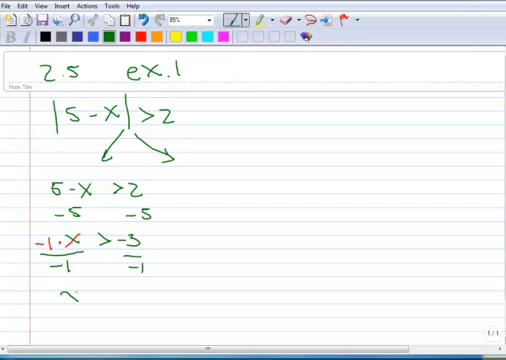 File Edit View Insert Actions Tools Help
85%
B I
2.5 ex.1
Note Title
|5 - x| > 2
5 - x > 2
-5 -5
-1 · x > -3
-1 -1
x
1 / 1